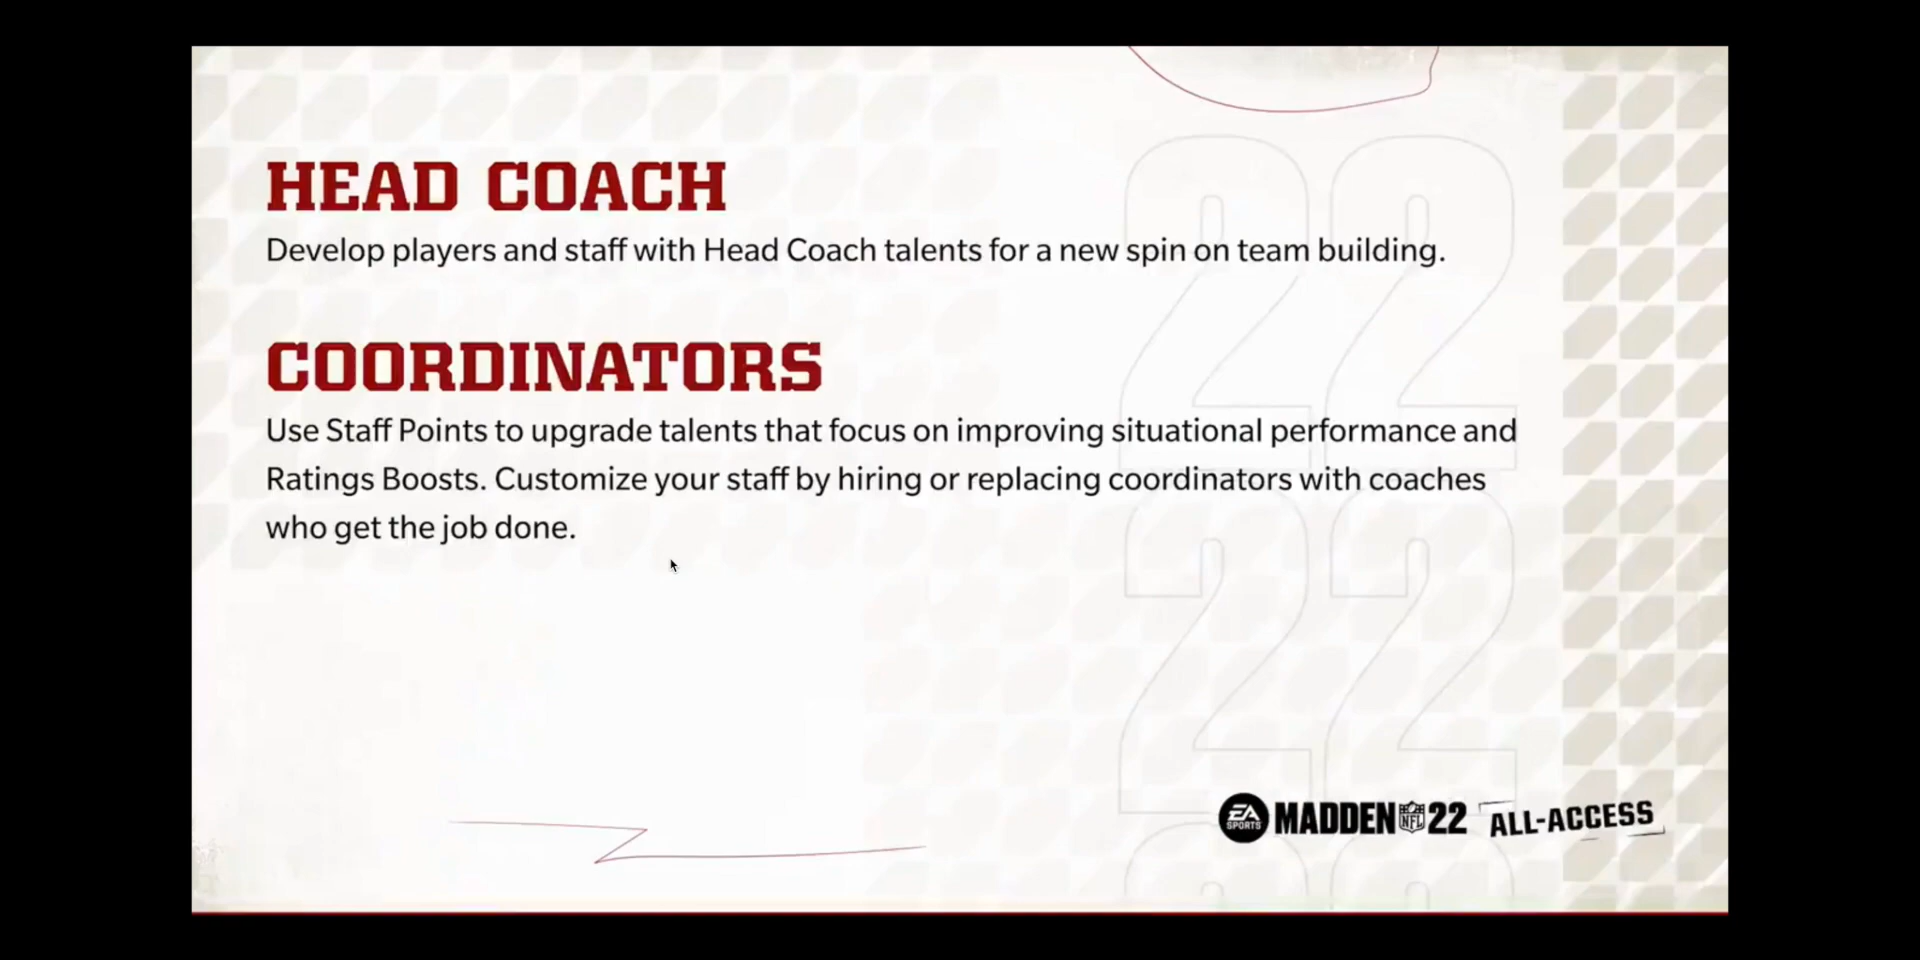 HEAD COACH
Develop players and staff with Head Coach talents for a new spin on team building.
COORDINATORS
Use Staff Points to upgrade talents that focus on improving situational performance and
Ratings Boosts. Customize your staff by hiring or replacing coordinators with coaches
who get the job done.
22
22
EA SPORTS MADDEN NFL 22 ALL-ACCESS